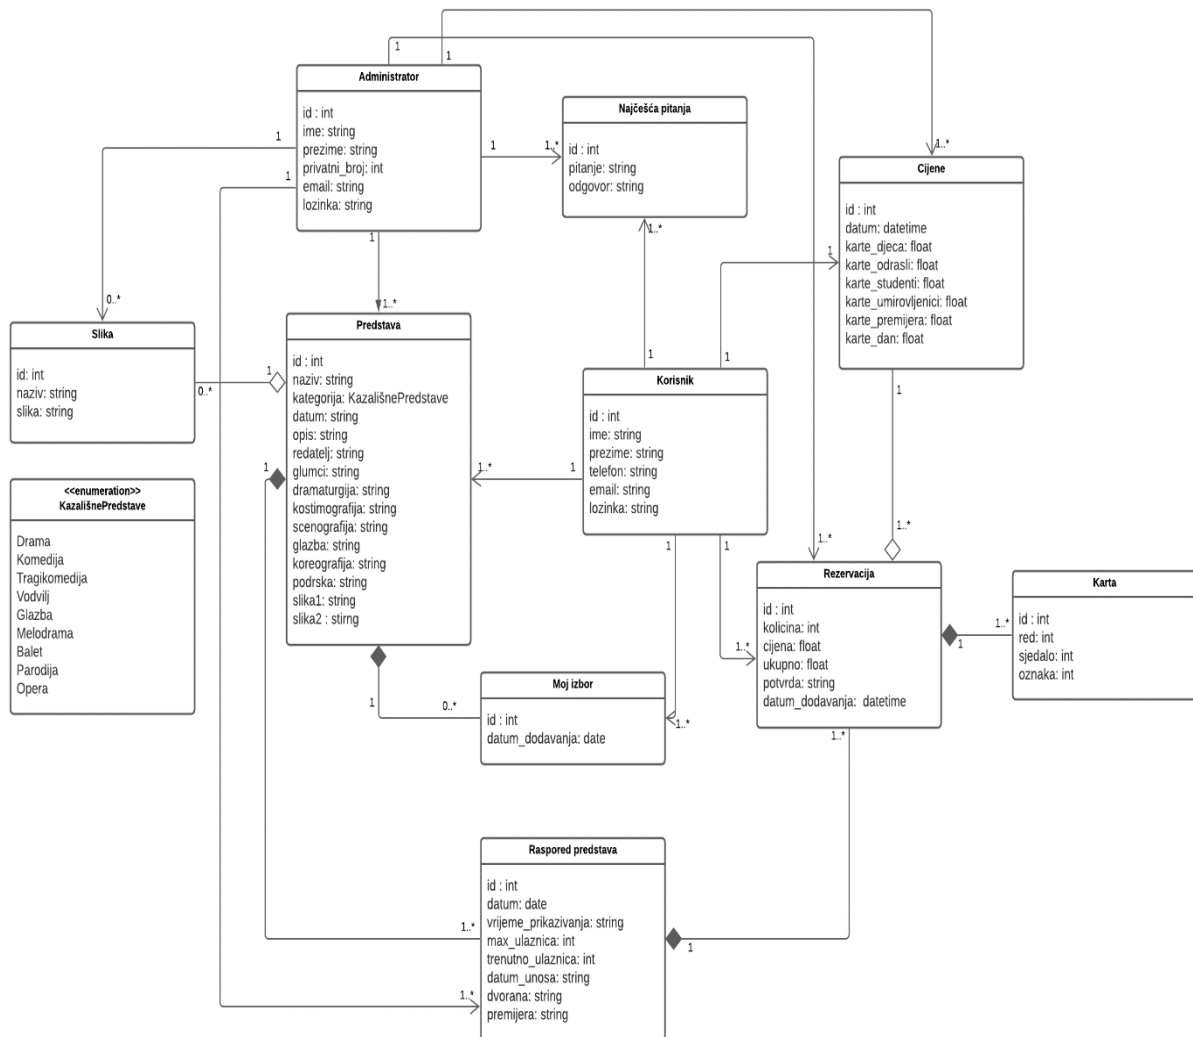 Administrator
id : int
ime: string
prezime: string
privatni_broj: int
email: string
lozinka: string
Najčešća pitanja
id : int
pitanje: string
odgovor: string
Cijene
id : int
datum: datetime
karte_djeca: float
karte_odrasli: float
karte_studenti: float
karte_umirovljenici: float
karte_premijera: float
karte_dan: float
Slika
id: int
naziv: string
slika: string
Predstava
id : int
naziv: string
kategorija: KazališnePredstave
datum: string
opis: string
redatelj: string
glumci: string
dramaturgija: string
kostimografija: string
scenografija: string
glazba: string
koreografija: string
podrska: string
slika1: string
slika2 : stirng
Korisnik
id : int
ime: string
prezime: string
telefon: string
email: string
lozinka: string
<<enumeration>>
KazališnePredstave
Drama
Komedija
Tragikomedija
Vodvilj
Glazba
Melodrama
Balet
Parodija
Opera
Rezervacija
id : int
kolicina: int
cijena: float
ukupno: float
potvrda: string
datum_dodavanja: datetime
Karta
id : int
red: int
sjedalo: int
oznaka: int
Moj izbor
id : int
datum_dodavanja: date
Raspored predstava
id : int
datum: date
vrijeme_prikazivanja: string
max_ulaznica: int
trenutno_ulaznica: int
datum_unosa: string
dvorana: string
premijera: string
1
1
1
1
1
1..*
1..*
1
0..*
1..*
1..*
1
1
1
1
0..*
1
1..*
1
1
1
1
1..*
1..*
1..*
1
1..*
1
0..*
1..*
1..*
1..*
1
1..*